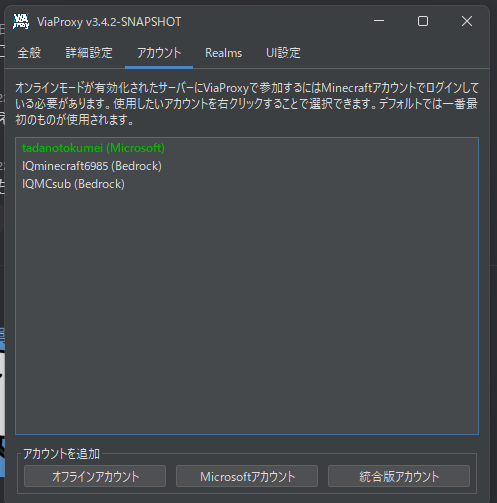 ViaProxy v3.4.2-SNAPSHOT
全般 詳細設定 アカウント Realms UI設定
オンラインモードが有効化されたサーバーにViaProxyで参加するにはMinecraftアカウントでログインして
いる必要があります。使用したいアカウントを右クリックすることで選択できます。デフォルトでは一番最
初のものが使用されます。
tadanotokumei (Microsoft)
IQminecraft6985 (Bedrock)
IQMCsub (Bedrock)
アカウントを追加
オフラインアカウント Microsoftアカウント 統合版アカウント